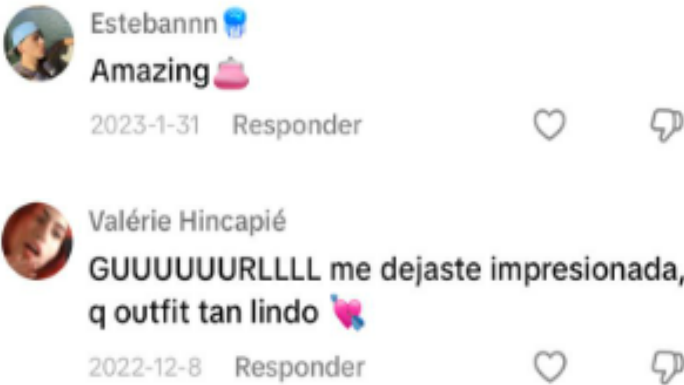 Estebannn🪼
Amazing👛
2023-1-31 Responder
Valérie Hincapié
GUUUUUURLLLL me dejaste impresionada,
q outfit tan lindo 💘
2022-12-8 Responder